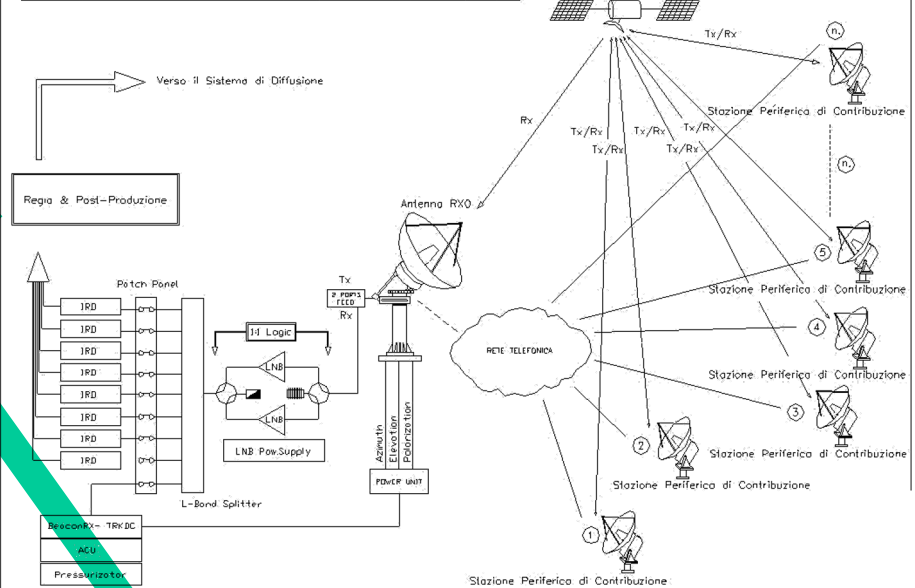 Tx/Rx
n.
Verso il Sistema di Diffusione
Stazione Periferica di Contribuzione
Rx
Tx/Rx
Tx/Rx
Tx/Rx
Tx/Rx
Tx/Rx
n.
Regia & Post-Produzione
Antenna RXO
5
Stazione Periferica di Contribuzione
Tx
2 PORTS
FEED
Rx
Patch Panel
IRD
IRD
IRD
IRD
IRD
IRD
IRD
IRD
1:1 Logic
LNB
LNB
LNB Pow.Supply
RETE TELEFONICA
4
Stazione Periferica di Contribuzione
3
Stazione Periferica di Contribuzione
2
Stazione Periferica di Contribuzione
Azimuth
Elevation
Polarization
POWER UNIT
L-Band Splitter
BeaconRX- TRKDC
ACU
Pressurizator
1
Stazione Periferica di Contribuzione